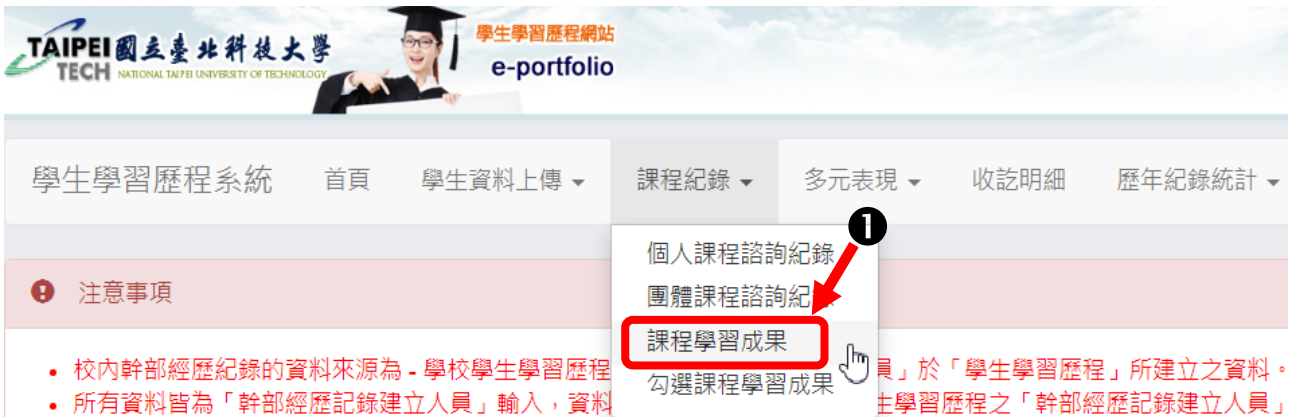 TAIPEI 國立臺北科技大學
TECH NATIONAL TAIPEI UNIVERSITY OF TECHNOLOGY
學生學習歷程網站
e-portfolio
學生學習歷程系統 首頁 學生資料上傳 課程紀錄 多元表現 收訖明細 歷年紀錄統計
1
個人課程諮詢紀錄
團體課程諮詢紀
課程學習成果
勾選課程學習成果
注意事項
校內幹部經歷紀錄的資料來源為 - 學校學生學習歷程 員」於「學生學習歷程」所建立之資料。
所有資料皆為「幹部經歷記錄建立人員」輸入，資料 生學習歷程之「幹部經歷記錄建立人員」